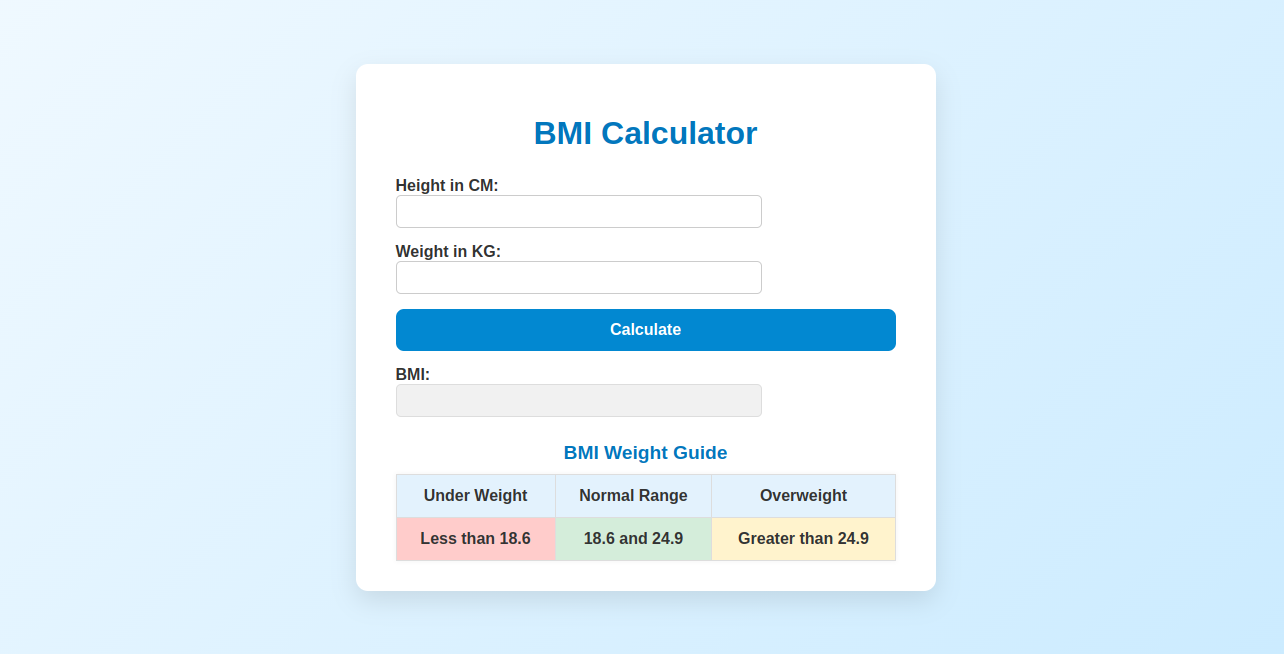 BMI Calculator
Height in CM:
Weight in KG:
Calculate
BMI:
BMI Weight Guide
Under Weight Normal Range Overweight
Less than 18.6 18.6 and 24.9 Greater than 24.9